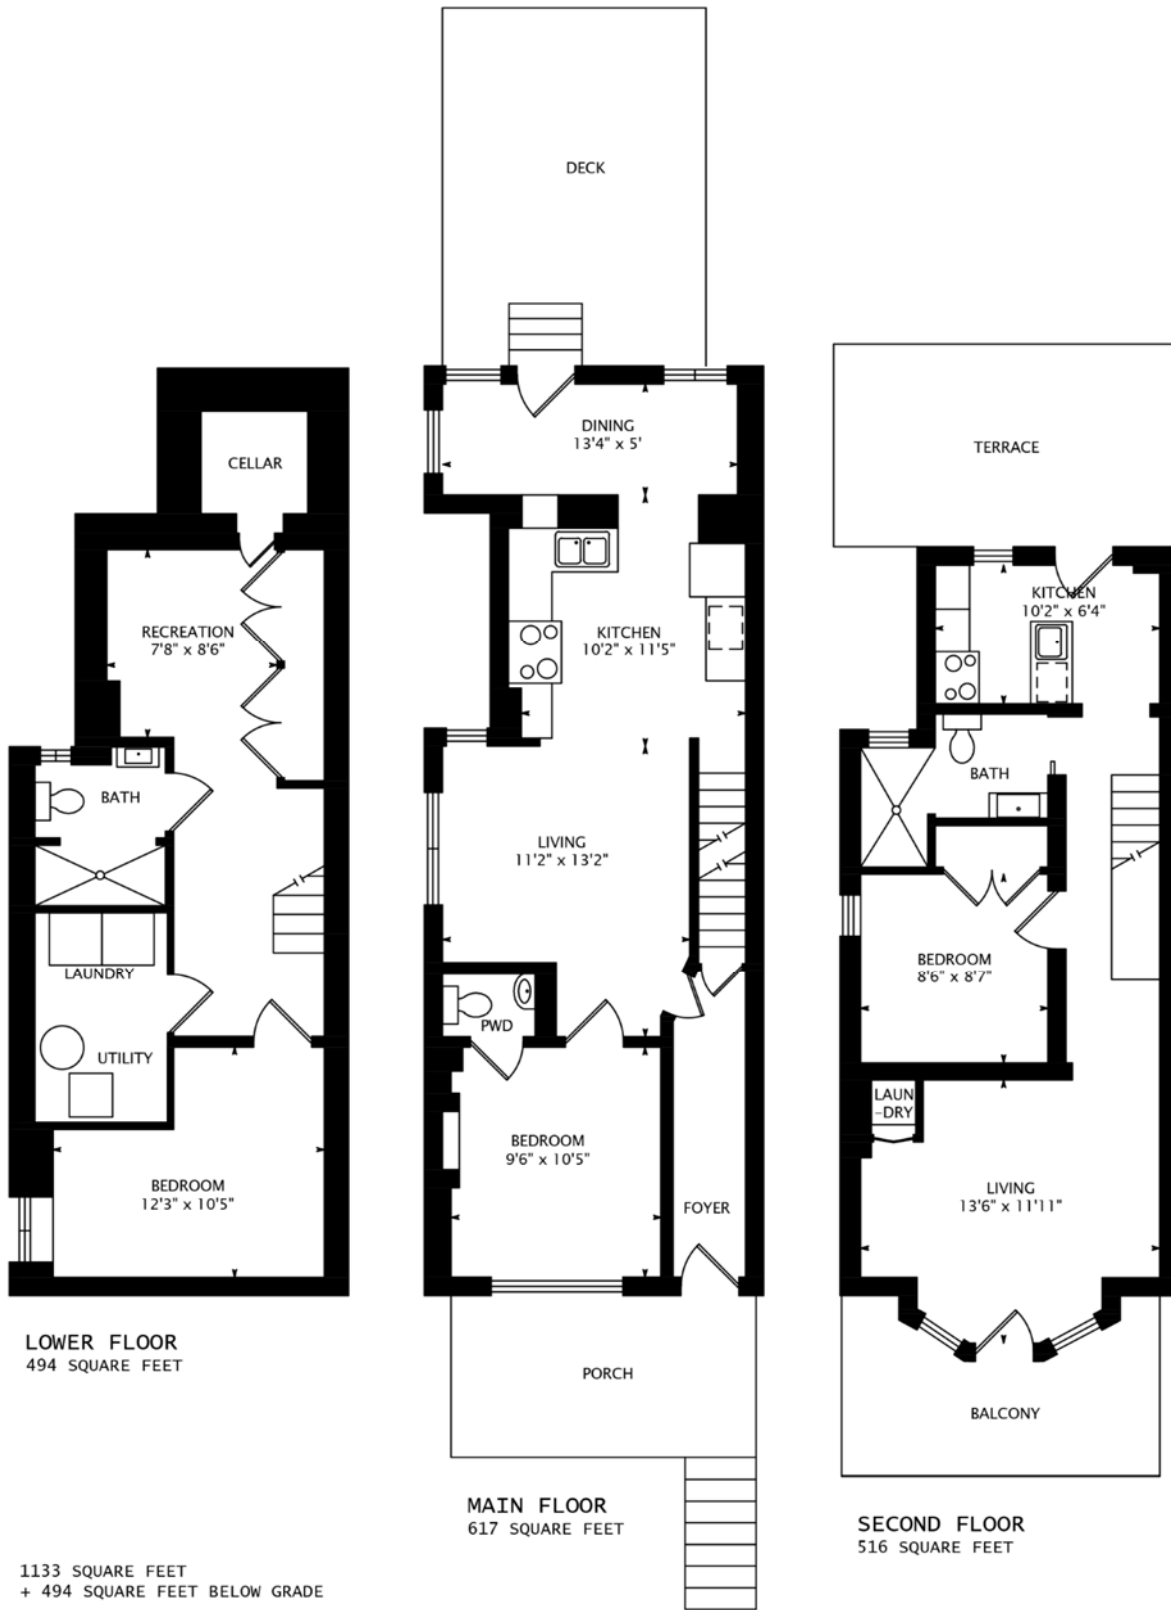 CELLAR
RECREATION
7'8" x 8'6"
BATH
LAUNDRY
UTILITY
BEDROOM
12'3" x 10'5"
LOWER FLOOR
494 SQUARE FEET
1133 SQUARE FEET
+ 494 SQUARE FEET BELOW GRADE
DECK
DINING
13'4" x 5'
KITCHEN
10'2" x 11'5"
LIVING
11'2" x 13'2"
PWD
BEDROOM
9'6" x 10'5"
FOYER
PORCH
MAIN FLOOR
617 SQUARE FEET
TERRACE
KITCHEN
10'2" x 6'4"
BATH
BEDROOM
8'6" x 8'7"
LAUN
-DRY
LIVING
13'6" x 11'11"
BALCONY
SECOND FLOOR
516 SQUARE FEET